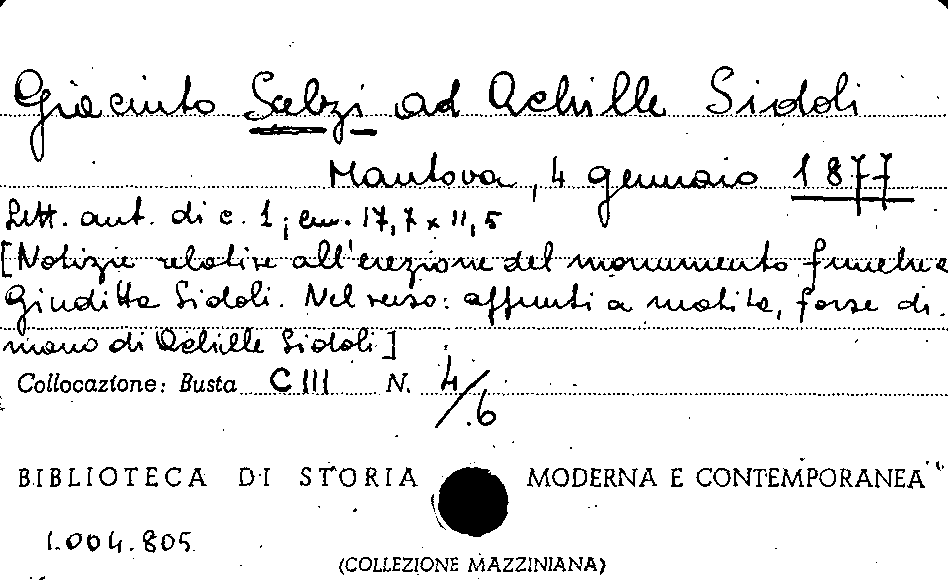 Giacinto Salzi ad Achille Sidoli
Mantova, 4 gennaio 1877
Lett. aut. di c. 1; cm. 17,7 x 11,5
[Notizie relative all'erezione del monumento funebre a
Giuditta Sidoli. Nel verso: appunti a matita, forse di
mano di Achille Sidoli]
Collocazione: Busta CIII N. 4/6
BIBLIOTECA DI STORIA MODERNA E CONTEMPORANEA
1.004.805
(COLLEZIONE MAZZINIANA)